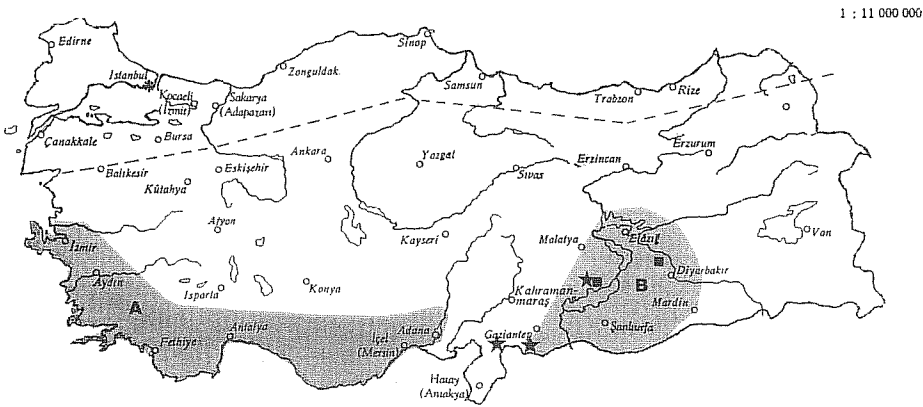 1 : 11 000 000
Edirne
Sinop
İstanbul
Zonguldak
Samsun
Kocaeli
(İzmit)
Sakarya
(Adapazarı)
Trabzon
Rize
Çanakkale
Bursa
Ankara
Yozgat
Erzurum
Balıkesir
Eskişehir
Erzincan
Sivas
Kütahya
Afyon
Kayseri
Malatya
Elazığ
Van
İzmir
Aydın
Isparta
Konya
Kahraman-
maraş
Diyarbakır
A
B
Mardin
Fethiye
Antalya
İçel
(Mersin)
Adana
Gaziantep
Şanlıurfa
Hatay
(Antakya)